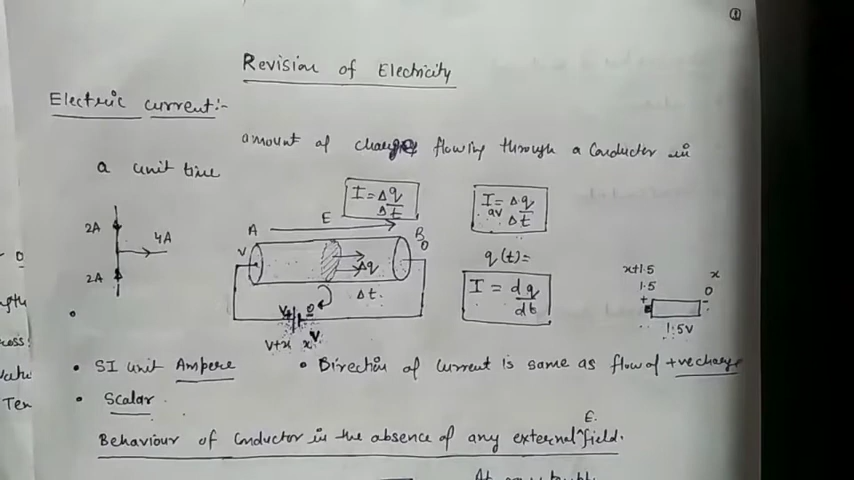 ①
Revision of Electricity
Electric current:-
amount of charge flowing through a Conductor in
a unit time
2A
4A
2A
I = Δq/Δt
A
E
B
V
0
Δq
Δt
V+x
x
I av = Δq/Δt
q(t)=
I = dq/dt
x+1.5
1.5
x
0
+
-
1.5V
• SI unit Ampere
• Direction of current is same as flow of +ve charge
• Scalar
E.
Behaviour of Conductor in the absence of any external ^ field.